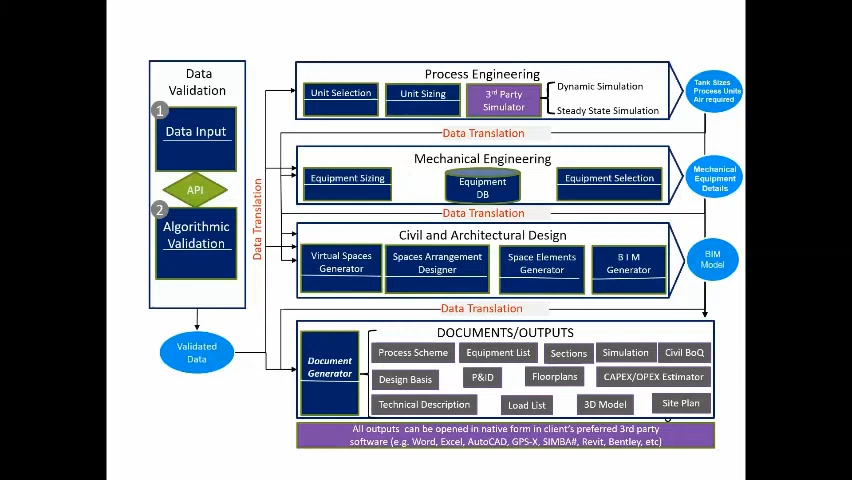 Data
Validation
1
Data Input
API
2
Algorithmic
Validation
Validated
Data
Data Translation
Process Engineering
Unit Selection
Unit Sizing
3rd Party
Simulator
Dynamic Simulation
Steady State Simulation
Tank Sizes
Process Units
Air required
Data Translation
Mechanical Engineering
Equipment Sizing
Equipment
DB
Equipment Selection
Mechanical
Equipment
Details
Data Translation
Civil and Architectural Design
Virtual Spaces
Generator
Spaces Arrangement
Designer
Space Elements
Generator
B I M
Generator
BIM
Model
Data Translation
DOCUMENTS/OUTPUTS
Document
Generator
Process Scheme
Equipment List
Sections
Simulation
Civil BoQ
Design Basis
P&ID
Floorplans
CAPEX/OPEX Estimator
Technical Description
Load List
3D Model
Site Plan
All outputs can be opened in native form in client's preferred 3rd party
software (e.g. Word, Excel, AutoCAD, GPS-X, SIMBA#, Revit, Bentley, etc)